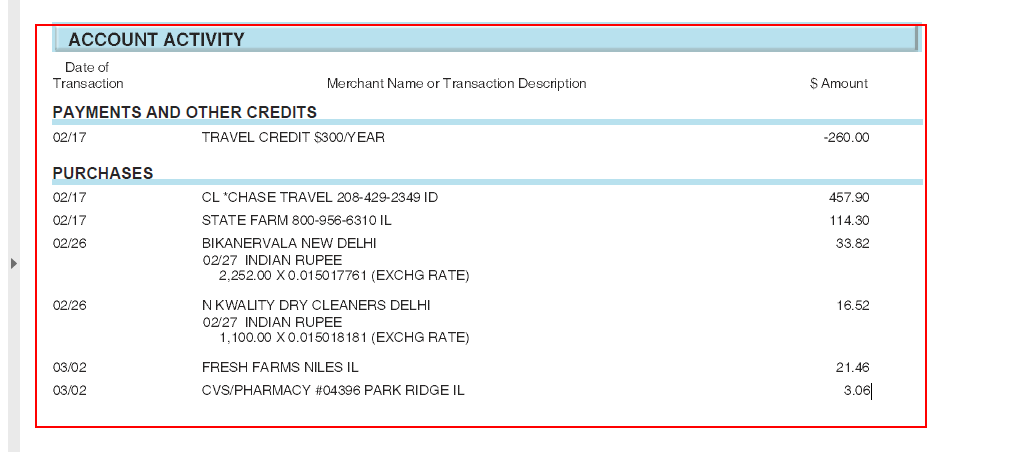 ACCOUNT ACTIVITY
Date of
Transaction Merchant Name or Transaction Description $ Amount
PAYMENTS AND OTHER CREDITS
02/17 TRAVEL CREDIT $300/YEAR -260.00
PURCHASES
02/17 CL *CHASE TRAVEL 208-429-2349 ID 457.90
02/17 STATE FARM 800-956-6310 IL 114.30
02/26 BIKANERVALA NEW DELHI 33.82
02/27 INDIAN RUPEE
2,252.00 X 0.015017761 (EXCHG RATE)
02/26 N KWALITY DRY CLEANERS DELHI 16.52
02/27 INDIAN RUPEE
1,100.00 X 0.015018181 (EXCHG RATE)
03/02 FRESH FARMS NILES IL 21.46
03/02 CVS/PHARMACY #04396 PARK RIDGE IL 3.06